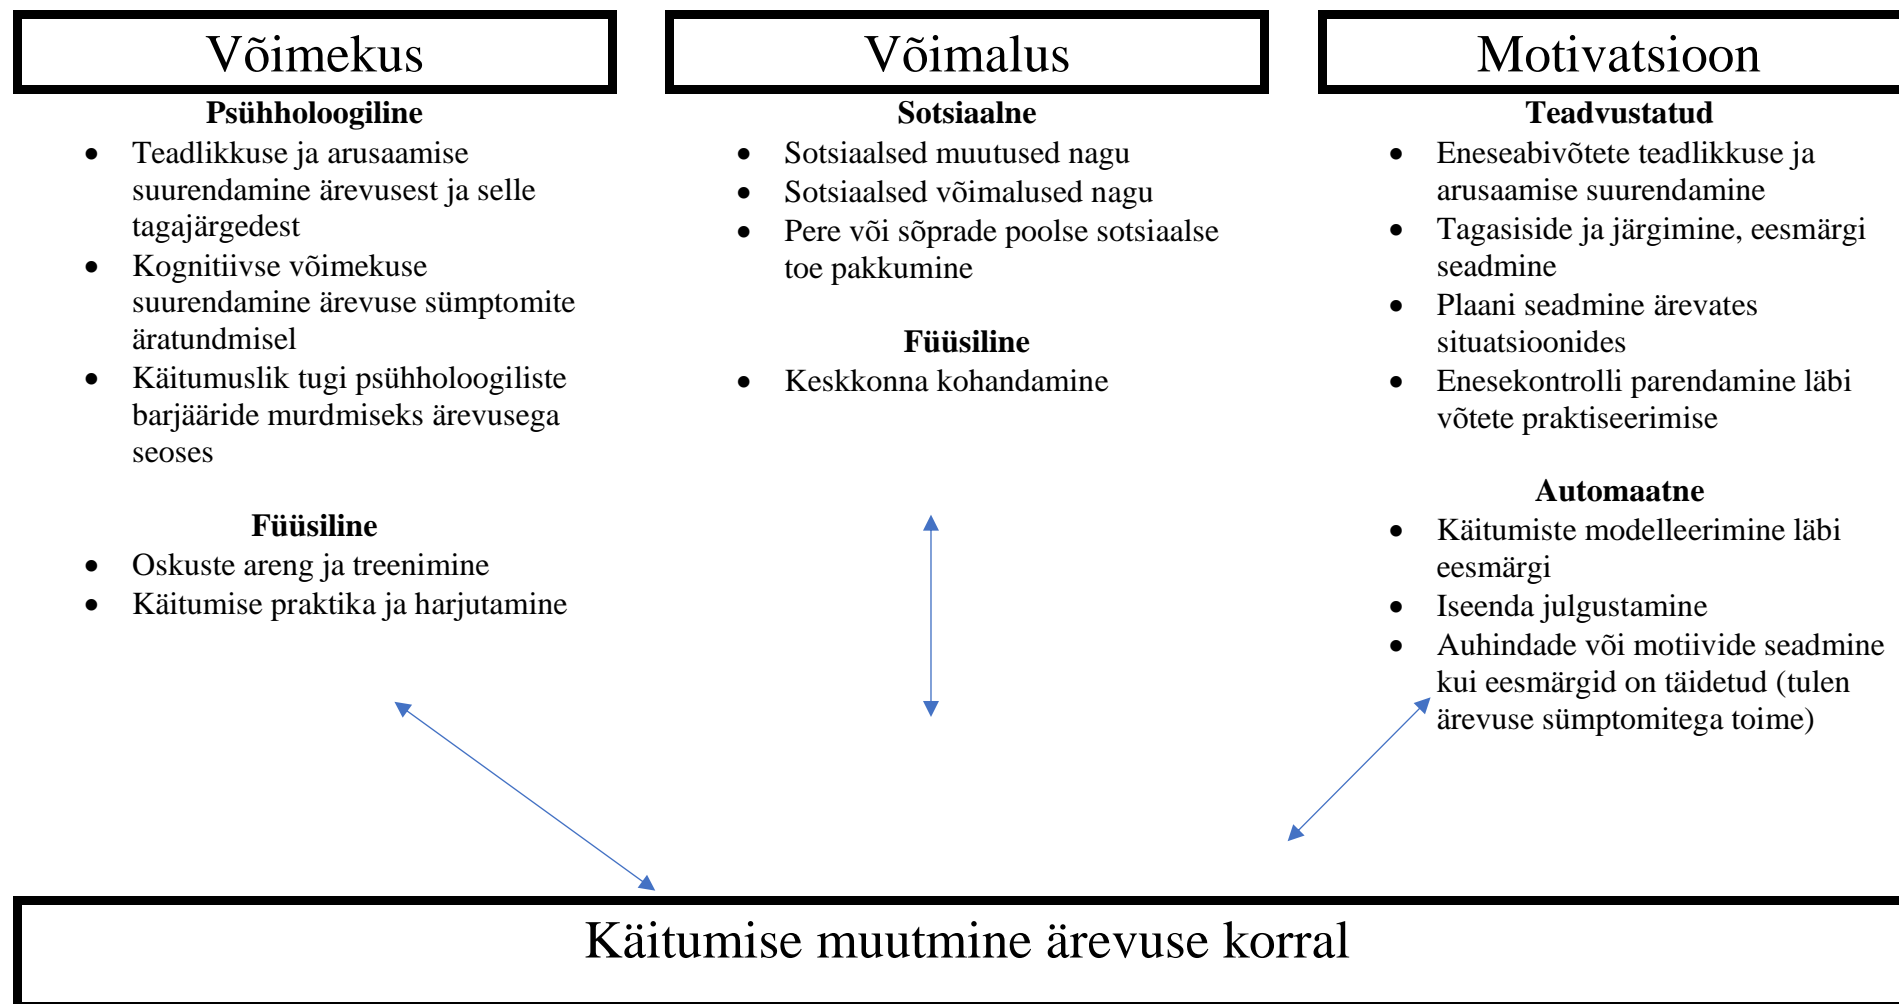 Võimekus
Psühholoogiline
• Teadlikkuse ja arusaamise
suurendamine ärevusest ja selle
tagajärgedest
• Kognitiivse võimekuse
suurendamine ärevuse sümptomite
äratundmisel
• Käitumuslik tugi psühholoogiliste
barjääride murdmiseks ärevusega
seoses
Füüsiline
• Oskuste areng ja treenimine
• Käitumise praktika ja harjutamine
Võimalus
Sotsiaalne
• Sotsiaalsed muutused nagu
• Sotsiaalsed võimalused nagu
• Pere või sõprade poolse sotsiaalse
toe pakkumine
Füüsiline
• Keskkonna kohandamine
Motivatsioon
Teadvustatud
• Eneseabivõtete teadlikkuse ja
arusaamise suurendamine
• Tagasiside ja järgimine, eesmärgi
seadmine
• Plaani seadmine ärevates
situatsioonides
• Enesekontrolli parendamine läbi
võtete praktiseerimise
Automaatne
• Käitumiste modelleerimine läbi
eesmärgi
• Iseenda julgustamine
• Auhindade või motiivide seadmine
kui eesmärgid on täidetud (tulen
ärevuse sümptomitega toime)
Käitumise muutmine ärevuse korral